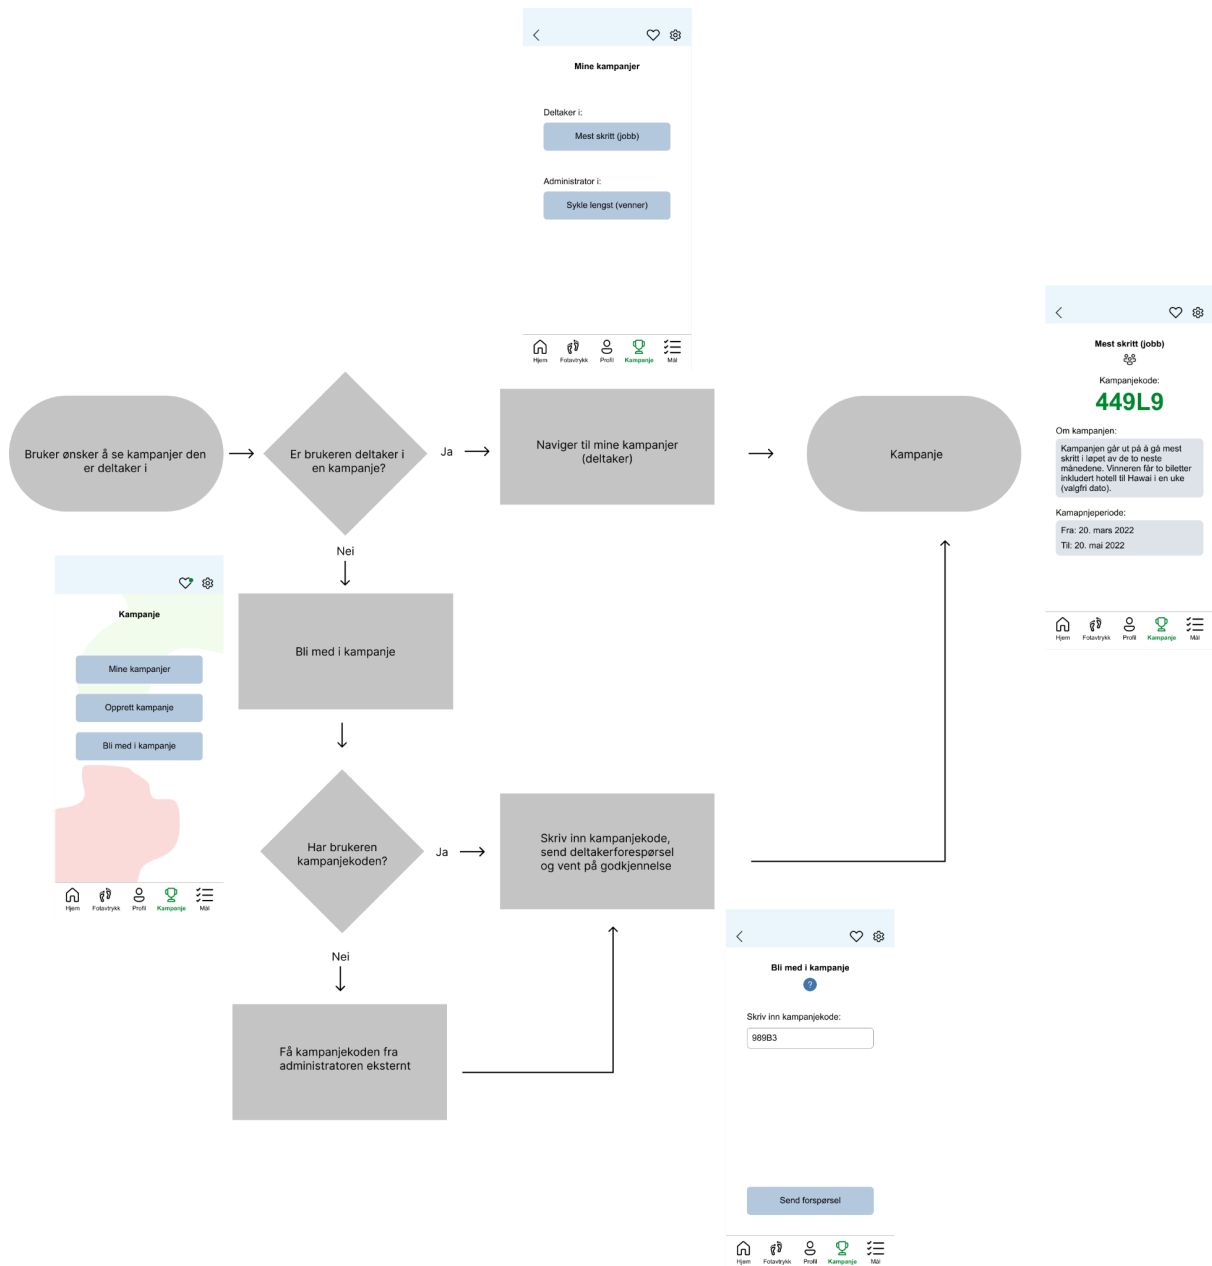 Mine kampanjer
Deltaker i:
Mest skritt (jobb)
Administrator i:
Sykle lengst (venner)
Hjem
Fotavtrykk
Profil
Kampanje
Mål
Bruker ønsker å se kampanjer den
er deltaker i
Er brukeren deltaker i
en kampanje?
Ja
Naviger til mine kampanjer
(deltaker)
Kampanje
Mest skritt (jobb)
Kampanjekode:
449L9
Om kampanjen:
Kampanjen går ut på å gå mest
skritt i løpet av de to neste
månedene. Vinneren får to biletter
inkludert hotell til Hawai i en uke
(valgfri dato).
Kamapnjeperiode:
Fra: 20. mars 2022
Til: 20. mai 2022
Hjem
Fotavtrykk
Profil
Kampanje
Mål
Nei
Kampanje
Mine kampanjer
Opprett kampanje
Bli med i kampanje
Hjem
Fotavtrykk
Profil
Kampanje
Mål
Bli med i kampanje
Har brukeren
kampanjekoden?
Ja
Skriv inn kampanjekode,
send deltakerforespørsel
og vent på godkjennelse
Nei
Få kampanjekoden fra
administratoren eksternt
Bli med i kampanje
?
Skriv inn kampanjekode:
989B3
Send forspørsel
Hjem
Fotavtrykk
Profil
Kampanje
Mål